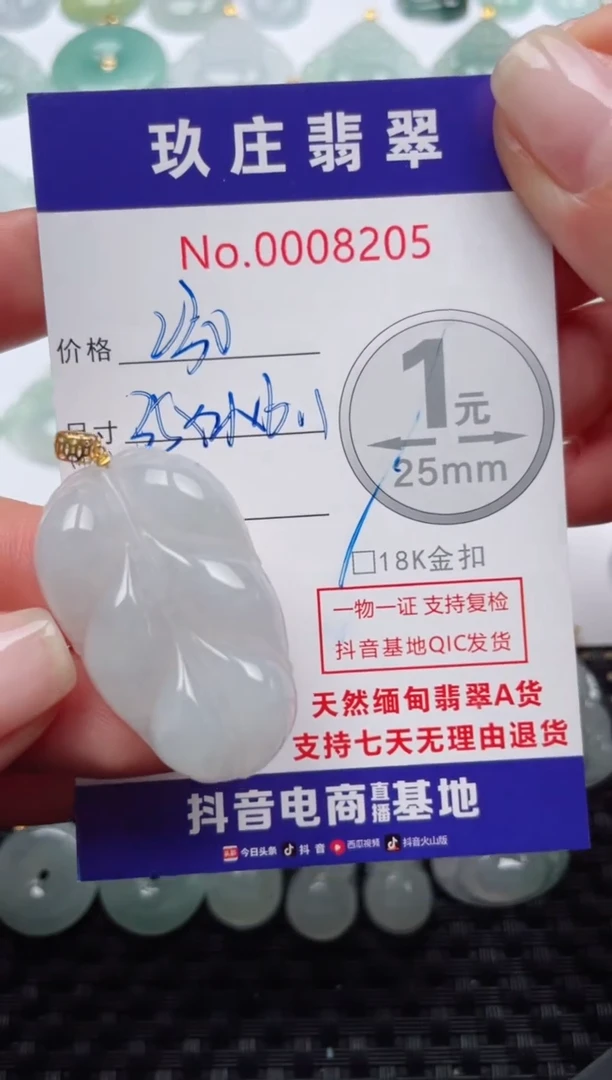 玖庄翡翠
No.0008205
价格
尺寸
1元
25mm
□18K金扣
一物一证 支持复检
抖音基地QIC发货
天然缅甸翡翠A货
支持七天无理由退货
抖音电商直播基地
今日头条 抖音 西瓜视频 抖音火山版